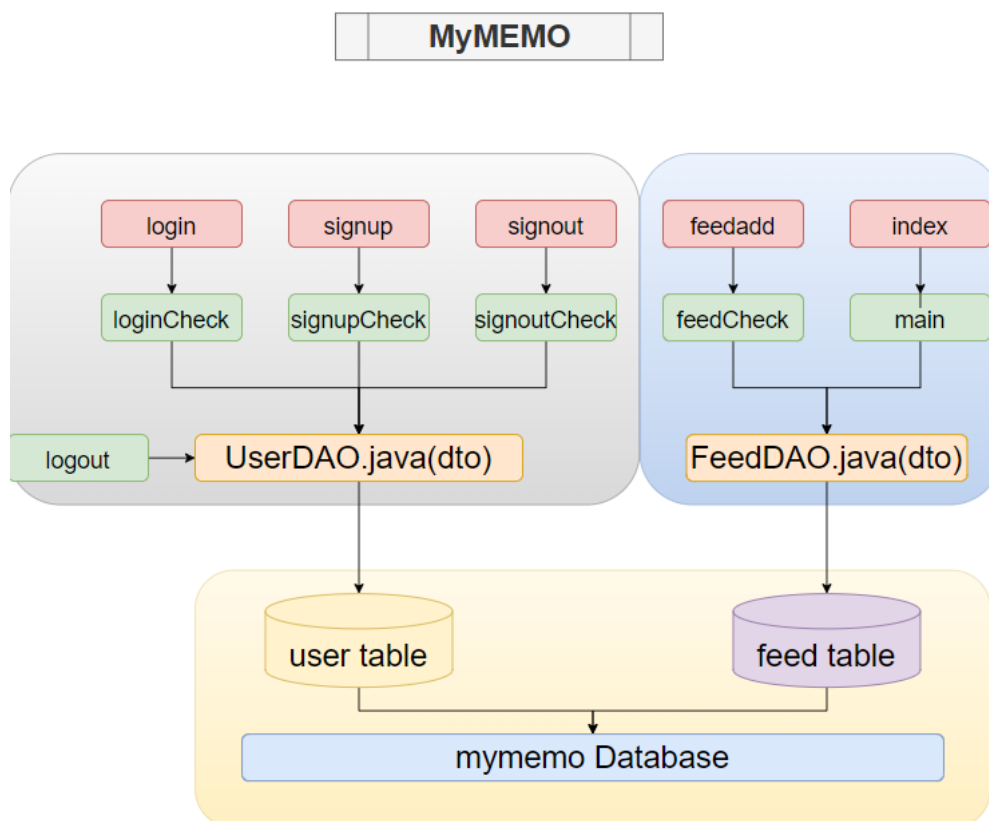 MyMEMO
login
signup
signout
feedadd
index
loginCheck
signupCheck
signoutCheck
feedCheck
main
logout
UserDAO.java(dto)
FeedDAO.java(dto)
user table
feed table
mymemo Database